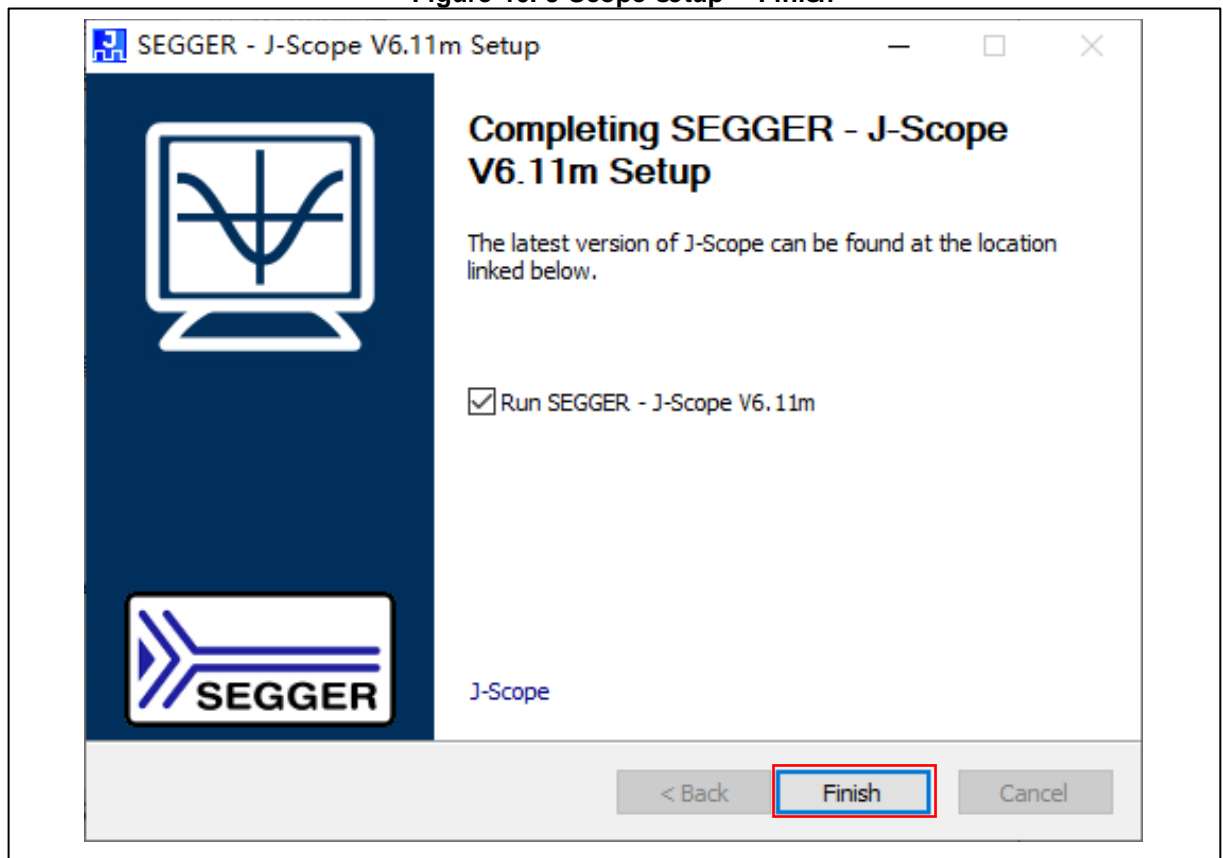 SEGGER - J-Scope V6.11m Setup
Completing SEGGER - J-Scope
V6.11m Setup
The latest version of J-Scope can be found at the location
linked below.
Run SEGGER - J-Scope V6.11m
SEGGER
J-Scope
< Back
Finish
Cancel